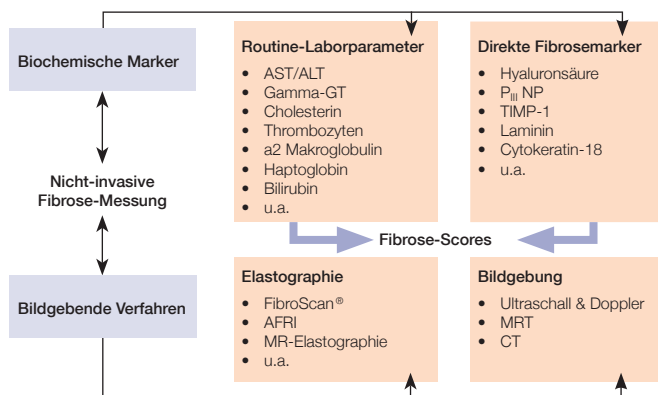 Biochemische Marker
Nicht-invasive
Fibrose-Messung
Bildgebende Verfahren
Routine-Laborparameter
• AST/ALT
• Gamma-GT
• Cholesterin
• Thrombozyten
• a2 Makroglobulin
• Haptoglobin
• Bilirubin
• u.a.
Direkte Fibrosemarker
• Hyaluronsäure
• PIII NP
• TIMP-1
• Laminin
• Cytokeratin-18
• u.a.
Fibrose-Scores
Elastographie
• FibroScan®
• AFRI
• MR-Elastographie
• u.a.
Bildgebung
• Ultraschall & Doppler
• MRT
• CT